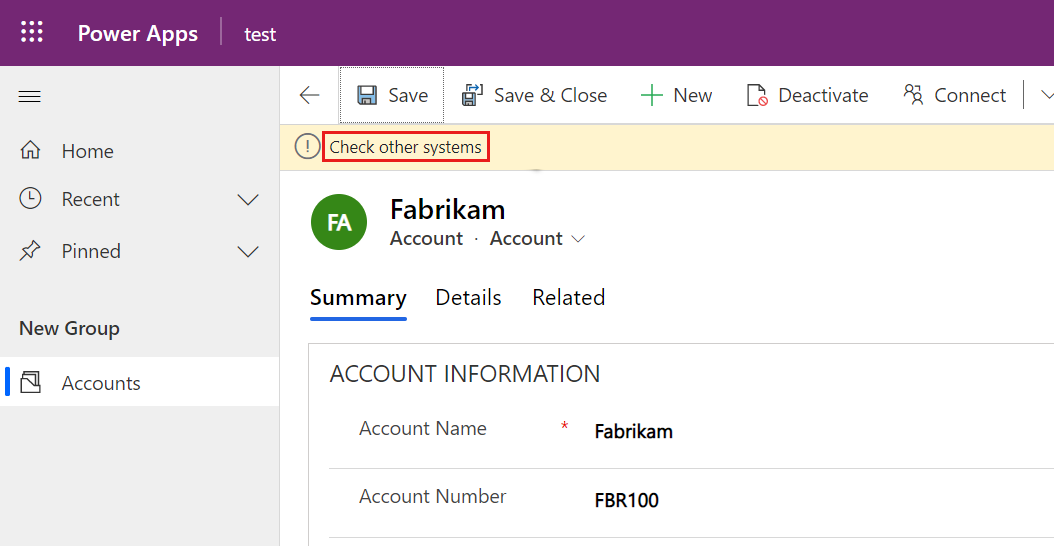 Power Apps test
Save Save & Close New Deactivate Connect
Home
Recent
Pinned
New Group
Accounts
! Check other systems
FA Fabrikam
Account · Account
Summary Details Related
ACCOUNT INFORMATION
Account Name * Fabrikam
Account Number FBR100